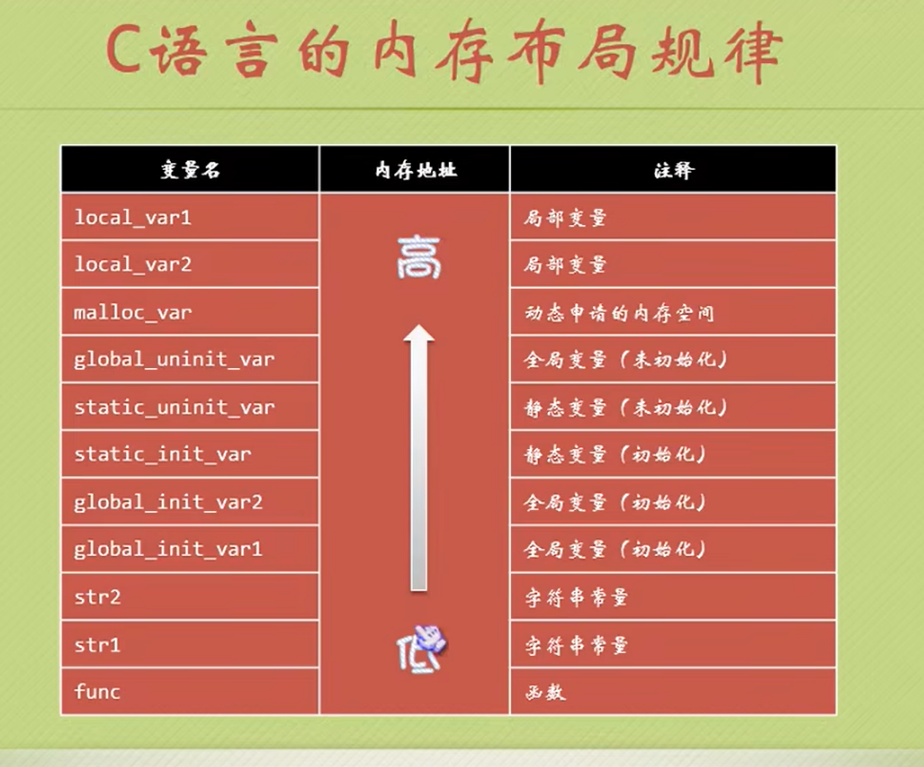 C语言的内存布局规律
变量名 内存地址 注释
local_var1 局部变量
高
local_var2 局部变量
malloc_var 动态申请的内存空间
global_uninit_var 全局变量（未初始化）
static_uninit_var 静态变量（未初始化）
static_init_var 静态变量（初始化）
global_init_var2 全局变量（初始化）
global_init_var1 全局变量（初始化）
str2 字符串常量
str1 字符串常量
低
func 函数